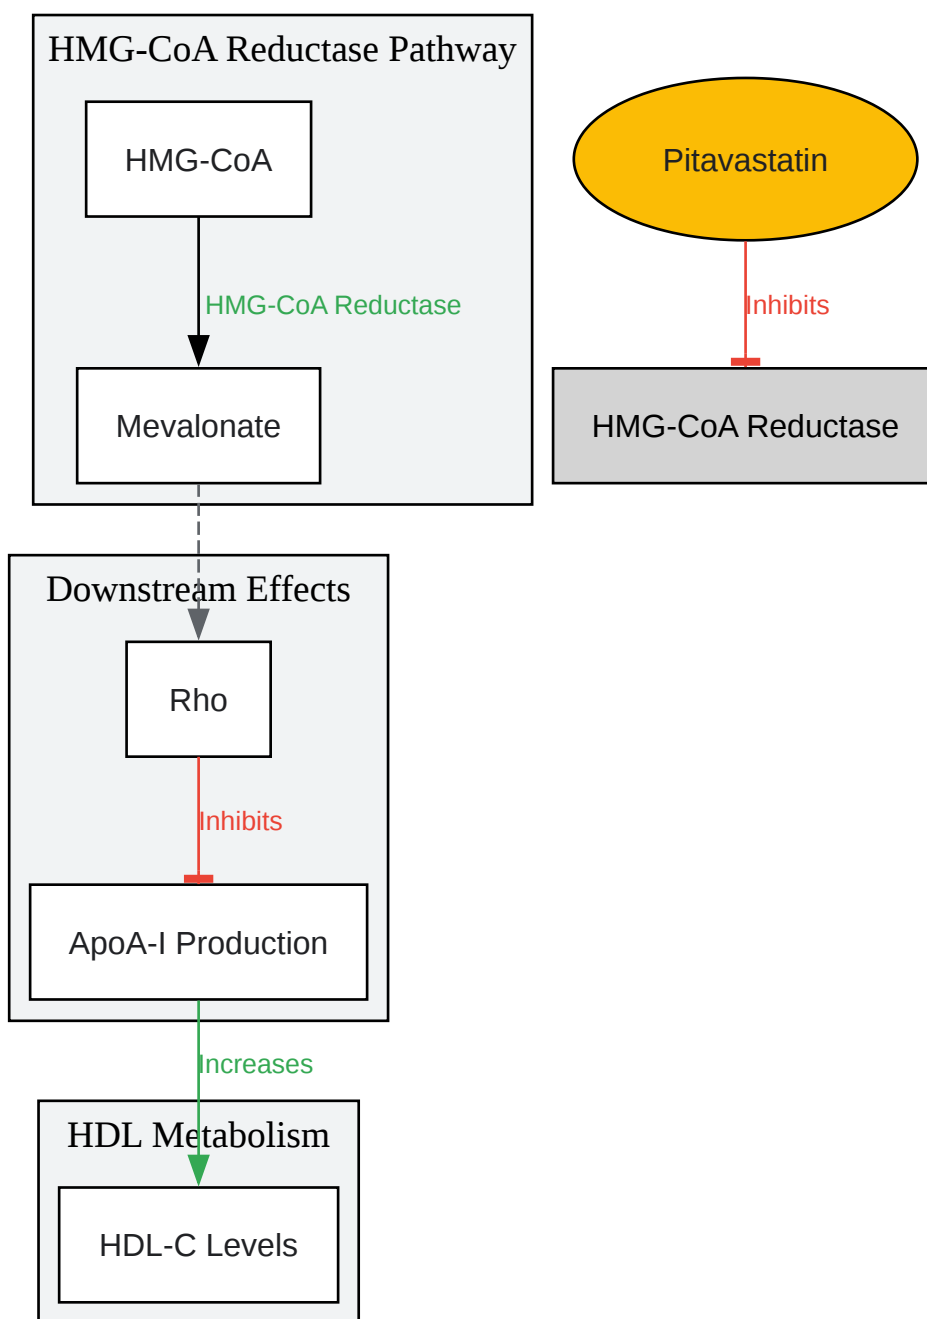 HMG-CoA Reductase Pathway
HMG-CoA
Pitavastatin
HMG-CoA Reductase
Inhibits
Mevalonate
HMG-CoA Reductase
Downstream Effects
Rho
Inhibits
ApoA-I Production
Increases
HDL Metabolism
HDL-C Levels